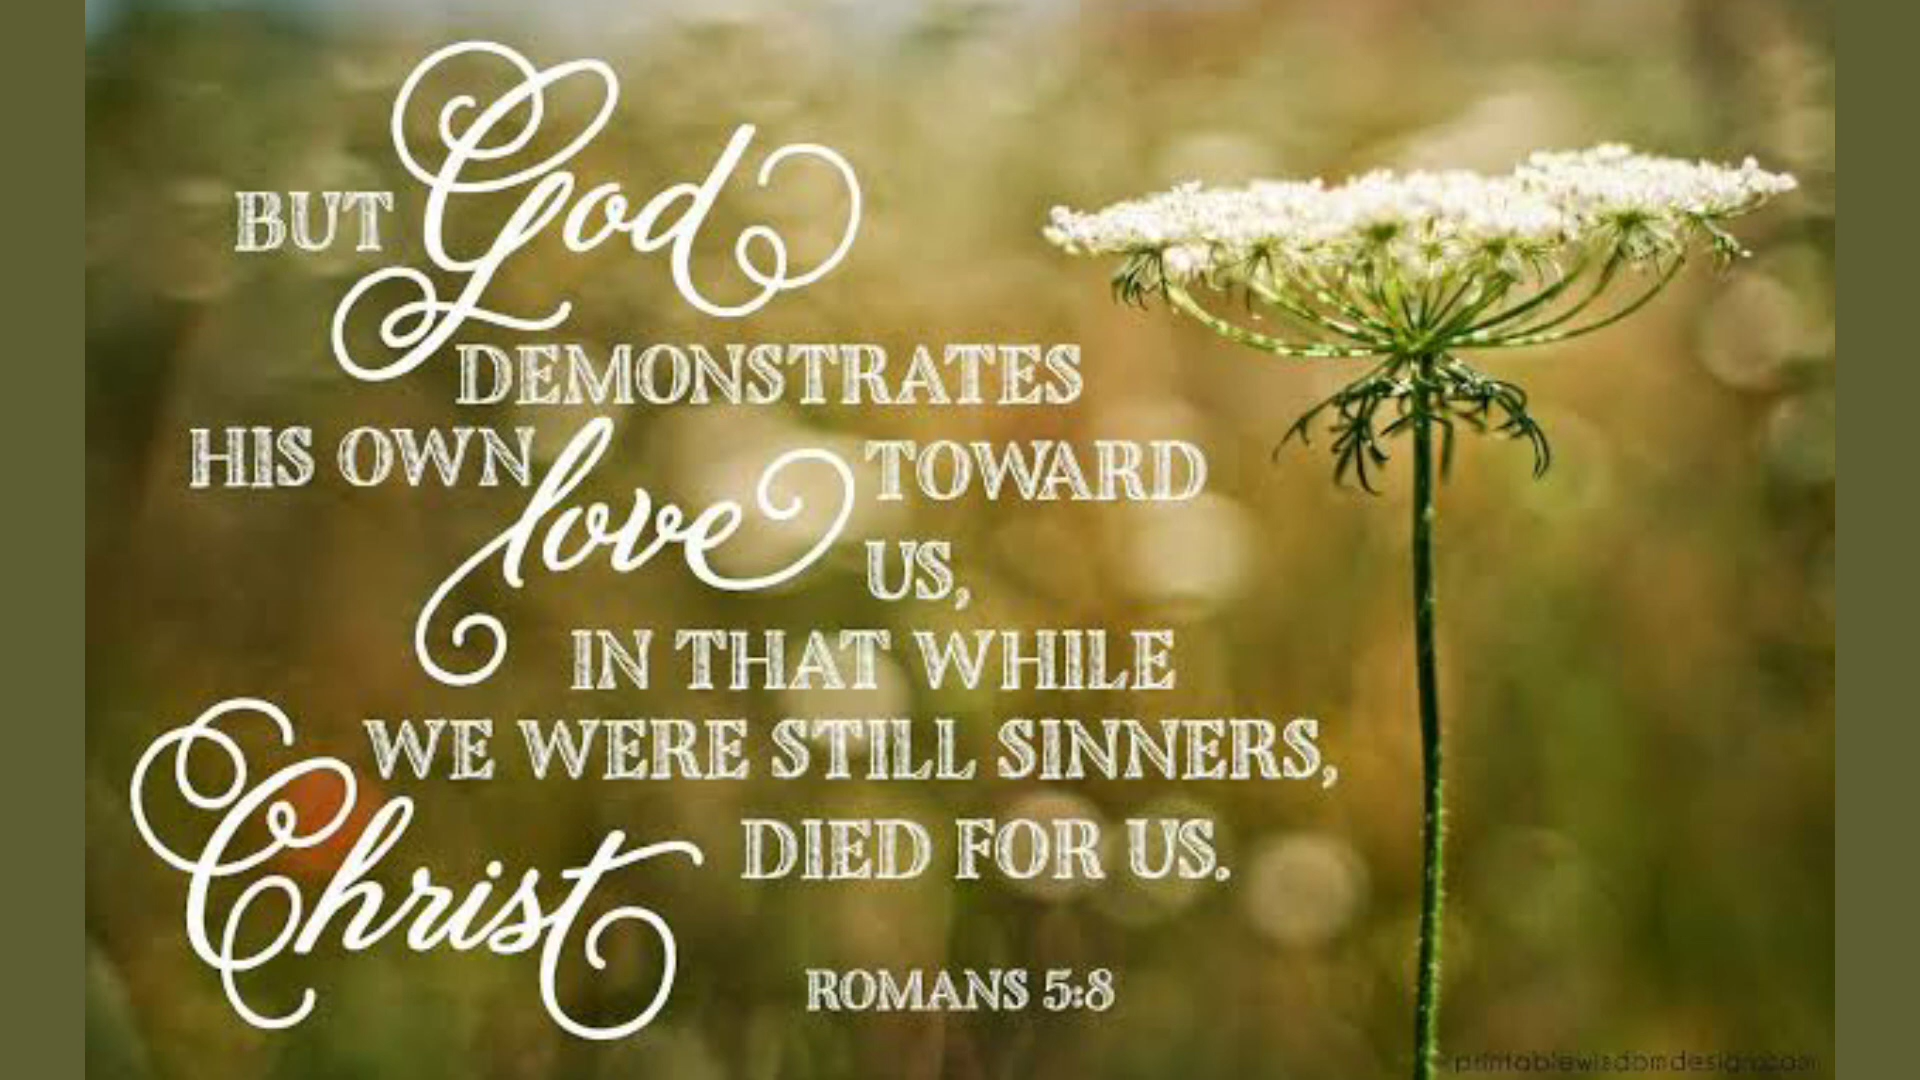 BUT God
DEMONSTRATES
HIS OWN love TOWARD
US,
IN THAT WHILE
WE WERE STILL SINNERS,
Christ DIED FOR US.
ROMANS 5:8
printablewisdomdesign.com